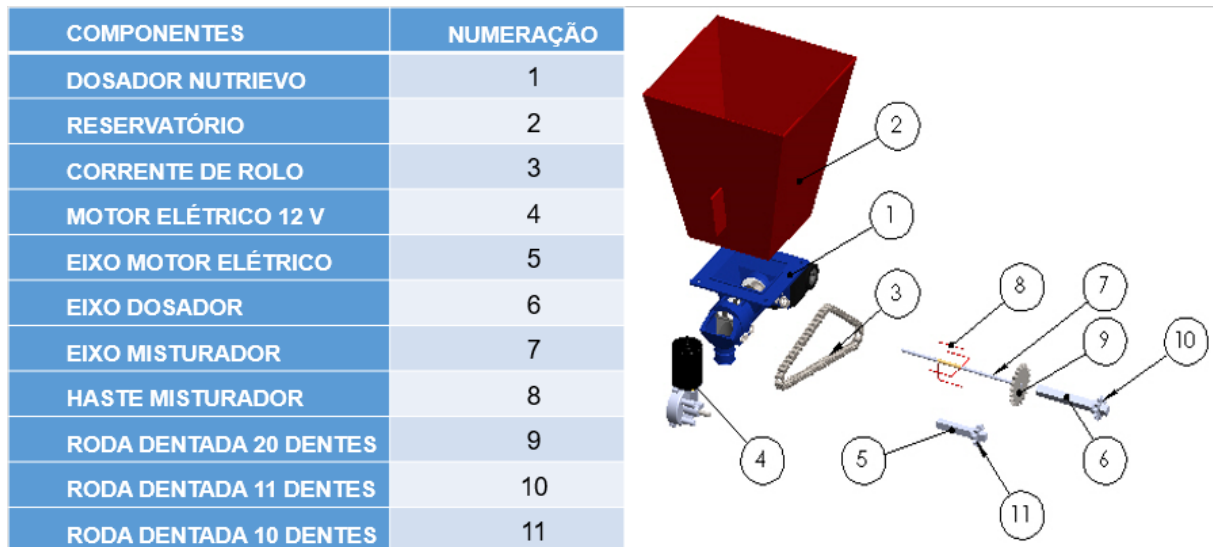 COMPONENTES NUMERAÇÃO
DOSADOR NUTRIEVO 1
RESERVATÓRIO 2
CORRENTE DE ROLO 3
MOTOR ELÉTRICO 12 V 4
EIXO MOTOR ELÉTRICO 5
EIXO DOSADOR 6
EIXO MISTURADOR 7
HASTE MISTURADOR 8
RODA DENTADA 20 DENTES 9
RODA DENTADA 11 DENTES 10
RODA DENTADA 10 DENTES 11
2
1
3
8
7
9
10
4
5
6
11